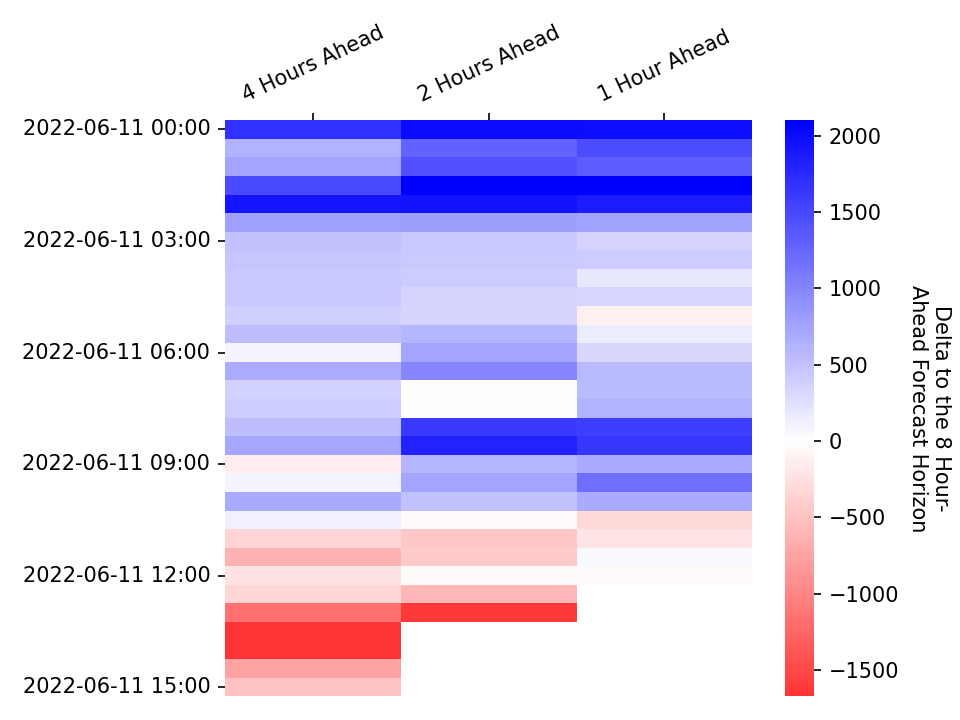 4 Hours Ahead
2 Hours Ahead
1 Hour Ahead
2022-06-11 00:00
2022-06-11 03:00
2022-06-11 06:00
2022-06-11 09:00
2022-06-11 12:00
2022-06-11 15:00
2000
1500
1000
500
0
−500
−1000
−1500
Delta to the 8 Hour-
Ahead Forecast Horizon